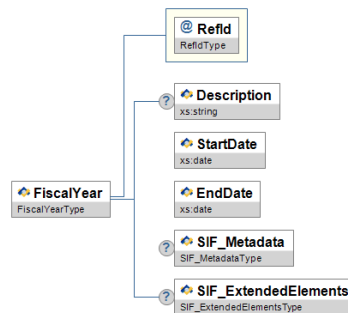 @ RefId
RefIdType
? Description
xs:string
StartDate
xs:date
FiscalYear
FiscalYearType
EndDate
xs:date
? SIF_Metadata
SIF_MetadataType
? SIF_ExtendedElements
SIF_ExtendedElementsType